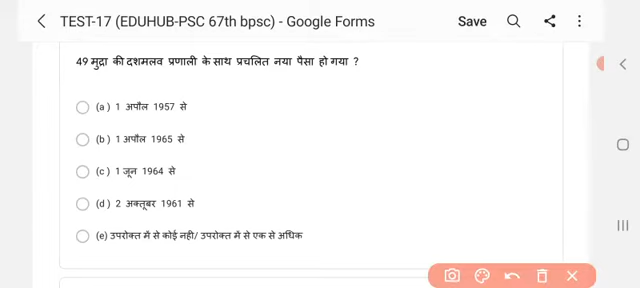 TEST-17 (EDUHUB-PSC 67th bpsc) - Google Forms Save
49 मुद्रा की दशमलव प्रणाली के साथ प्रचलित नया पैसा हो गया ?
(a ) 1 अपौल 1957 से
(b ) 1 अपौल 1965 से
(c ) 1 जून 1964 से
(d ) 2 अक्तूबर 1961 से
(e) उपरोक्त में से कोई नही/ उपरोक्त में से एक से अधिक